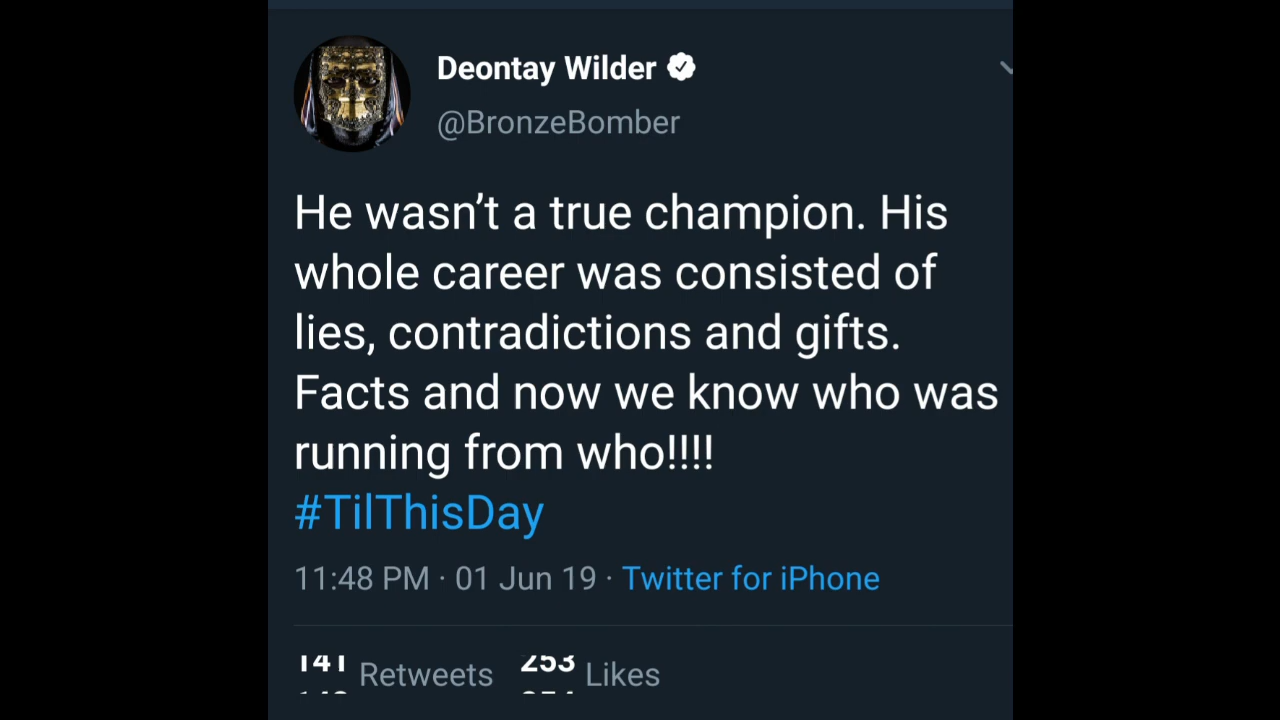 Deontay Wilder
@BronzeBomber
He wasn’t a true champion. His
whole career was consisted of
lies, contradictions and gifts.
Facts and now we know who was
running from who!!!!
#TilThisDay
11:48 PM · 01 Jun 19 · Twitter for iPhone
141 Retweets 253 Likes